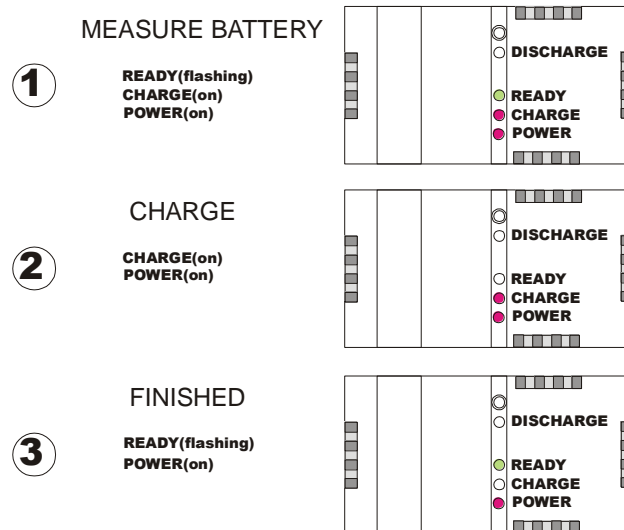 MEASURE BATTERY
1
READY(flashing)
CHARGE(on)
POWER(on)
DISCHARGE
READY
CHARGE
POWER
CHARGE
2
CHARGE(on)
POWER(on)
DISCHARGE
READY
CHARGE
POWER
FINISHED
3
READY(flashing)
POWER(on)
DISCHARGE
READY
CHARGE
POWER